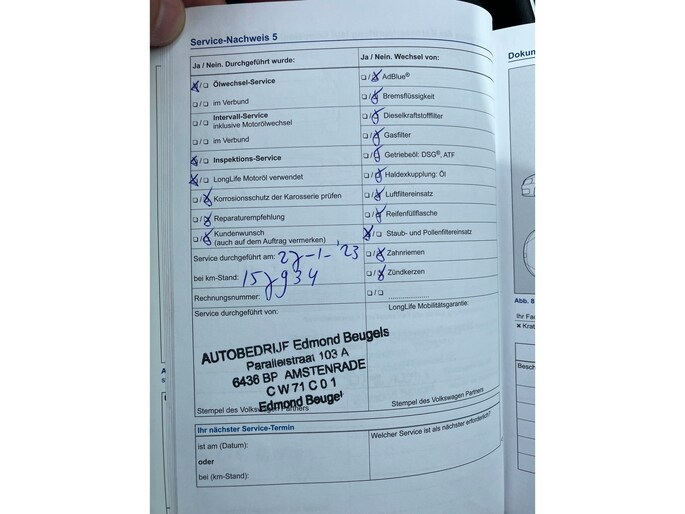 Service-Nachweis 5
Ja / Nein. Durchgeführt wurde:
Ölwechsel-Service
im Verbund
Intervall-Service
inklusive Motorölwechsel
im Verbund
Inspektions-Service
LongLife Motoröl verwendet
Korrosionsschutz der Karosserie prüfen
Reparaturempfehlung
Kundenwunsch
(auch auf dem Auftrag vermerken)
Service durchgeführt am: 27-1-'23
bei km-Stand: 157934
Rechnungsnummer:
Service durchgeführt von:
AUTOBEDRIJF Edmond Beugels
Parallelstraat 103 A
6436 BP AMSTENRADE
CW71C01
Edmond Beugel
Stempel des Volkswagen Partners
Ja / Nein. Wechsel von:
AdBlue®
Bremsflüssigkeit
Dieselkraftstofffilter
Gasfilter
Getriebeöl: DSG®, ATF
Haldexkupplung: Öl
Luftfiltereinsatz
Reifenfüllflasche
Staub- und Pollenfiltereinsatz
Zahnriemen
Zündkerzen
LongLife Mobilitätsgarantie:
Stempel des Volkswagen Partners
Ihr nächster Service-Termin
ist am (Datum):
oder
bei (km-Stand):
Welcher Service ist als nächster erforderlich?
Dokun
Abb. 8
Ihr Fa
Krat
Besch